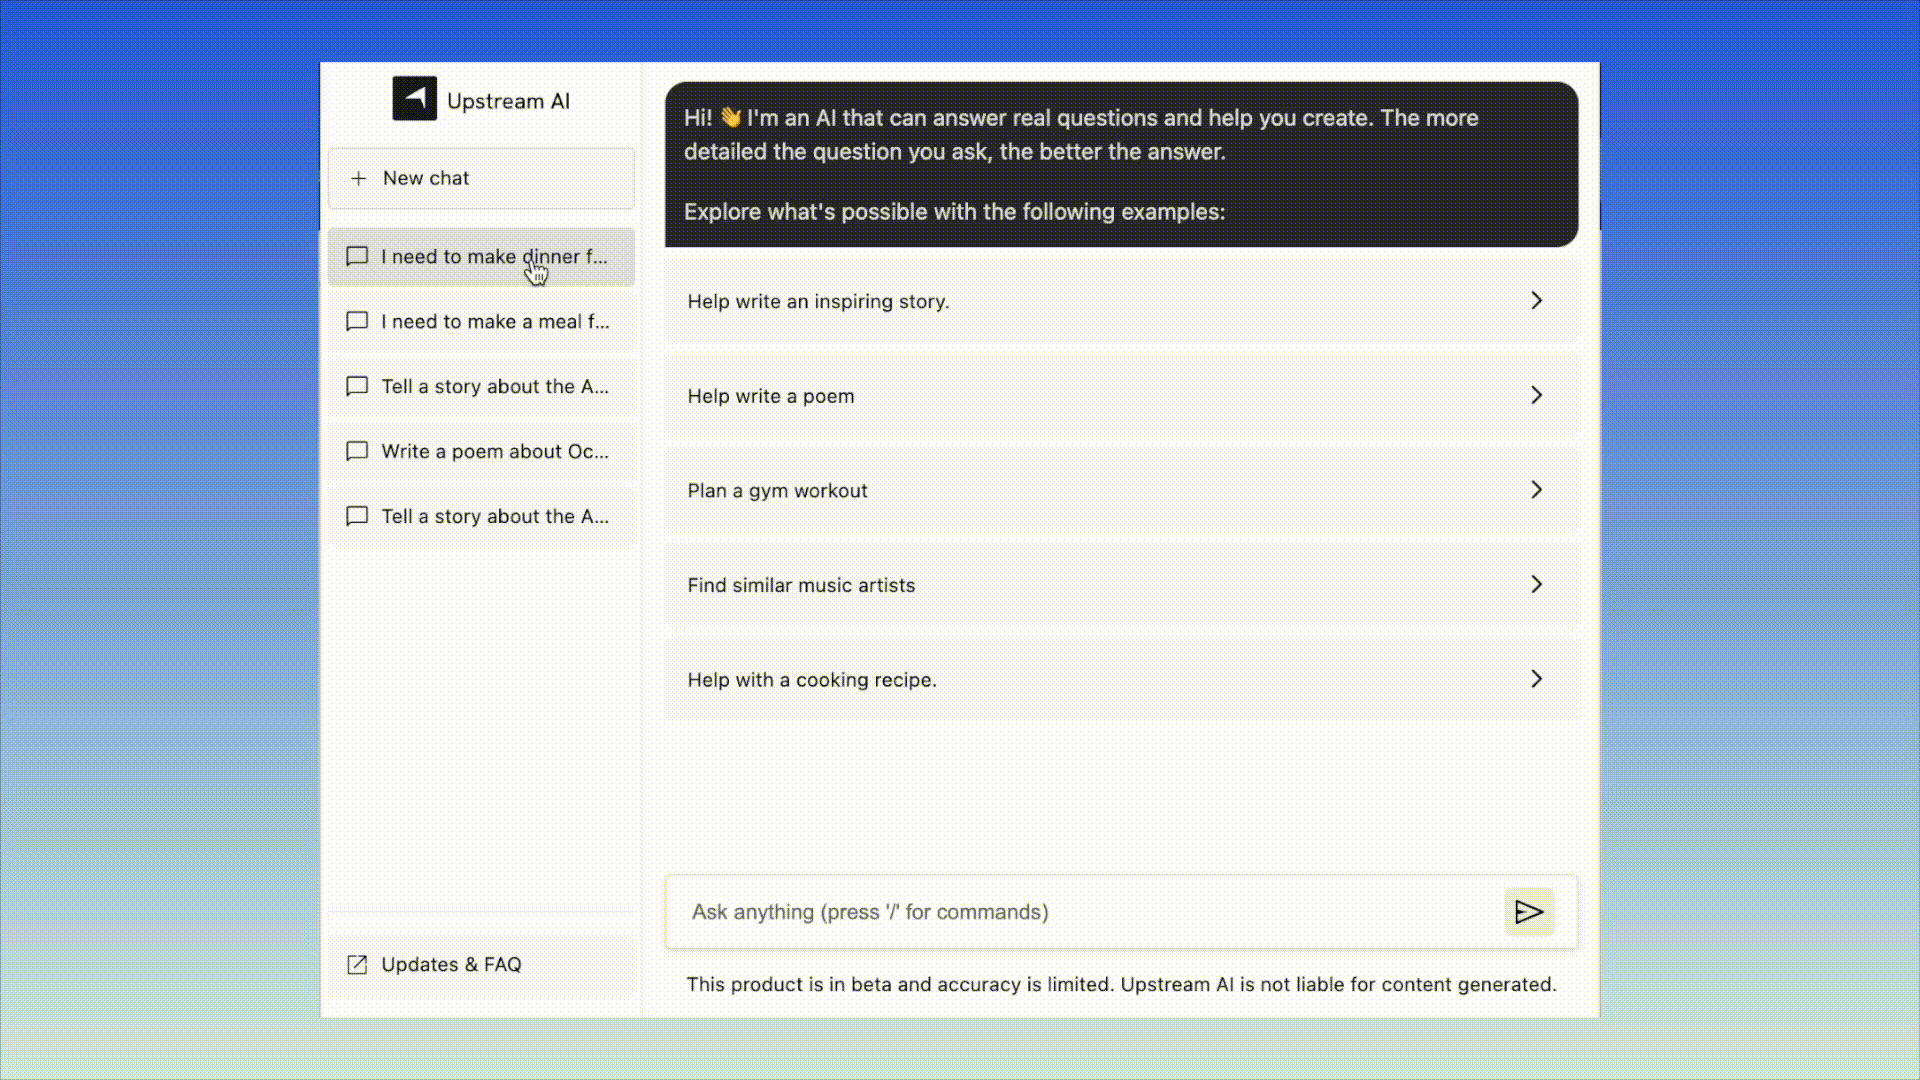 Upstream AI
New chat
I need to make dinner f...
I need to make a meal f...
Tell a story about the A...
Write a poem about Oc...
Tell a story about the A...
Updates & FAQ
Hi! 👋 I'm an AI that can answer real questions and help you create. The more
detailed the question you ask, the better the answer.
Explore what's possible with the following examples:
Help write an inspiring story.
Help write a poem
Plan a gym workout
Find similar music artists
Help with a cooking recipe.
Ask anything (press '/' for commands)
This product is in beta and accuracy is limited. Upstream AI is not liable for content generated.